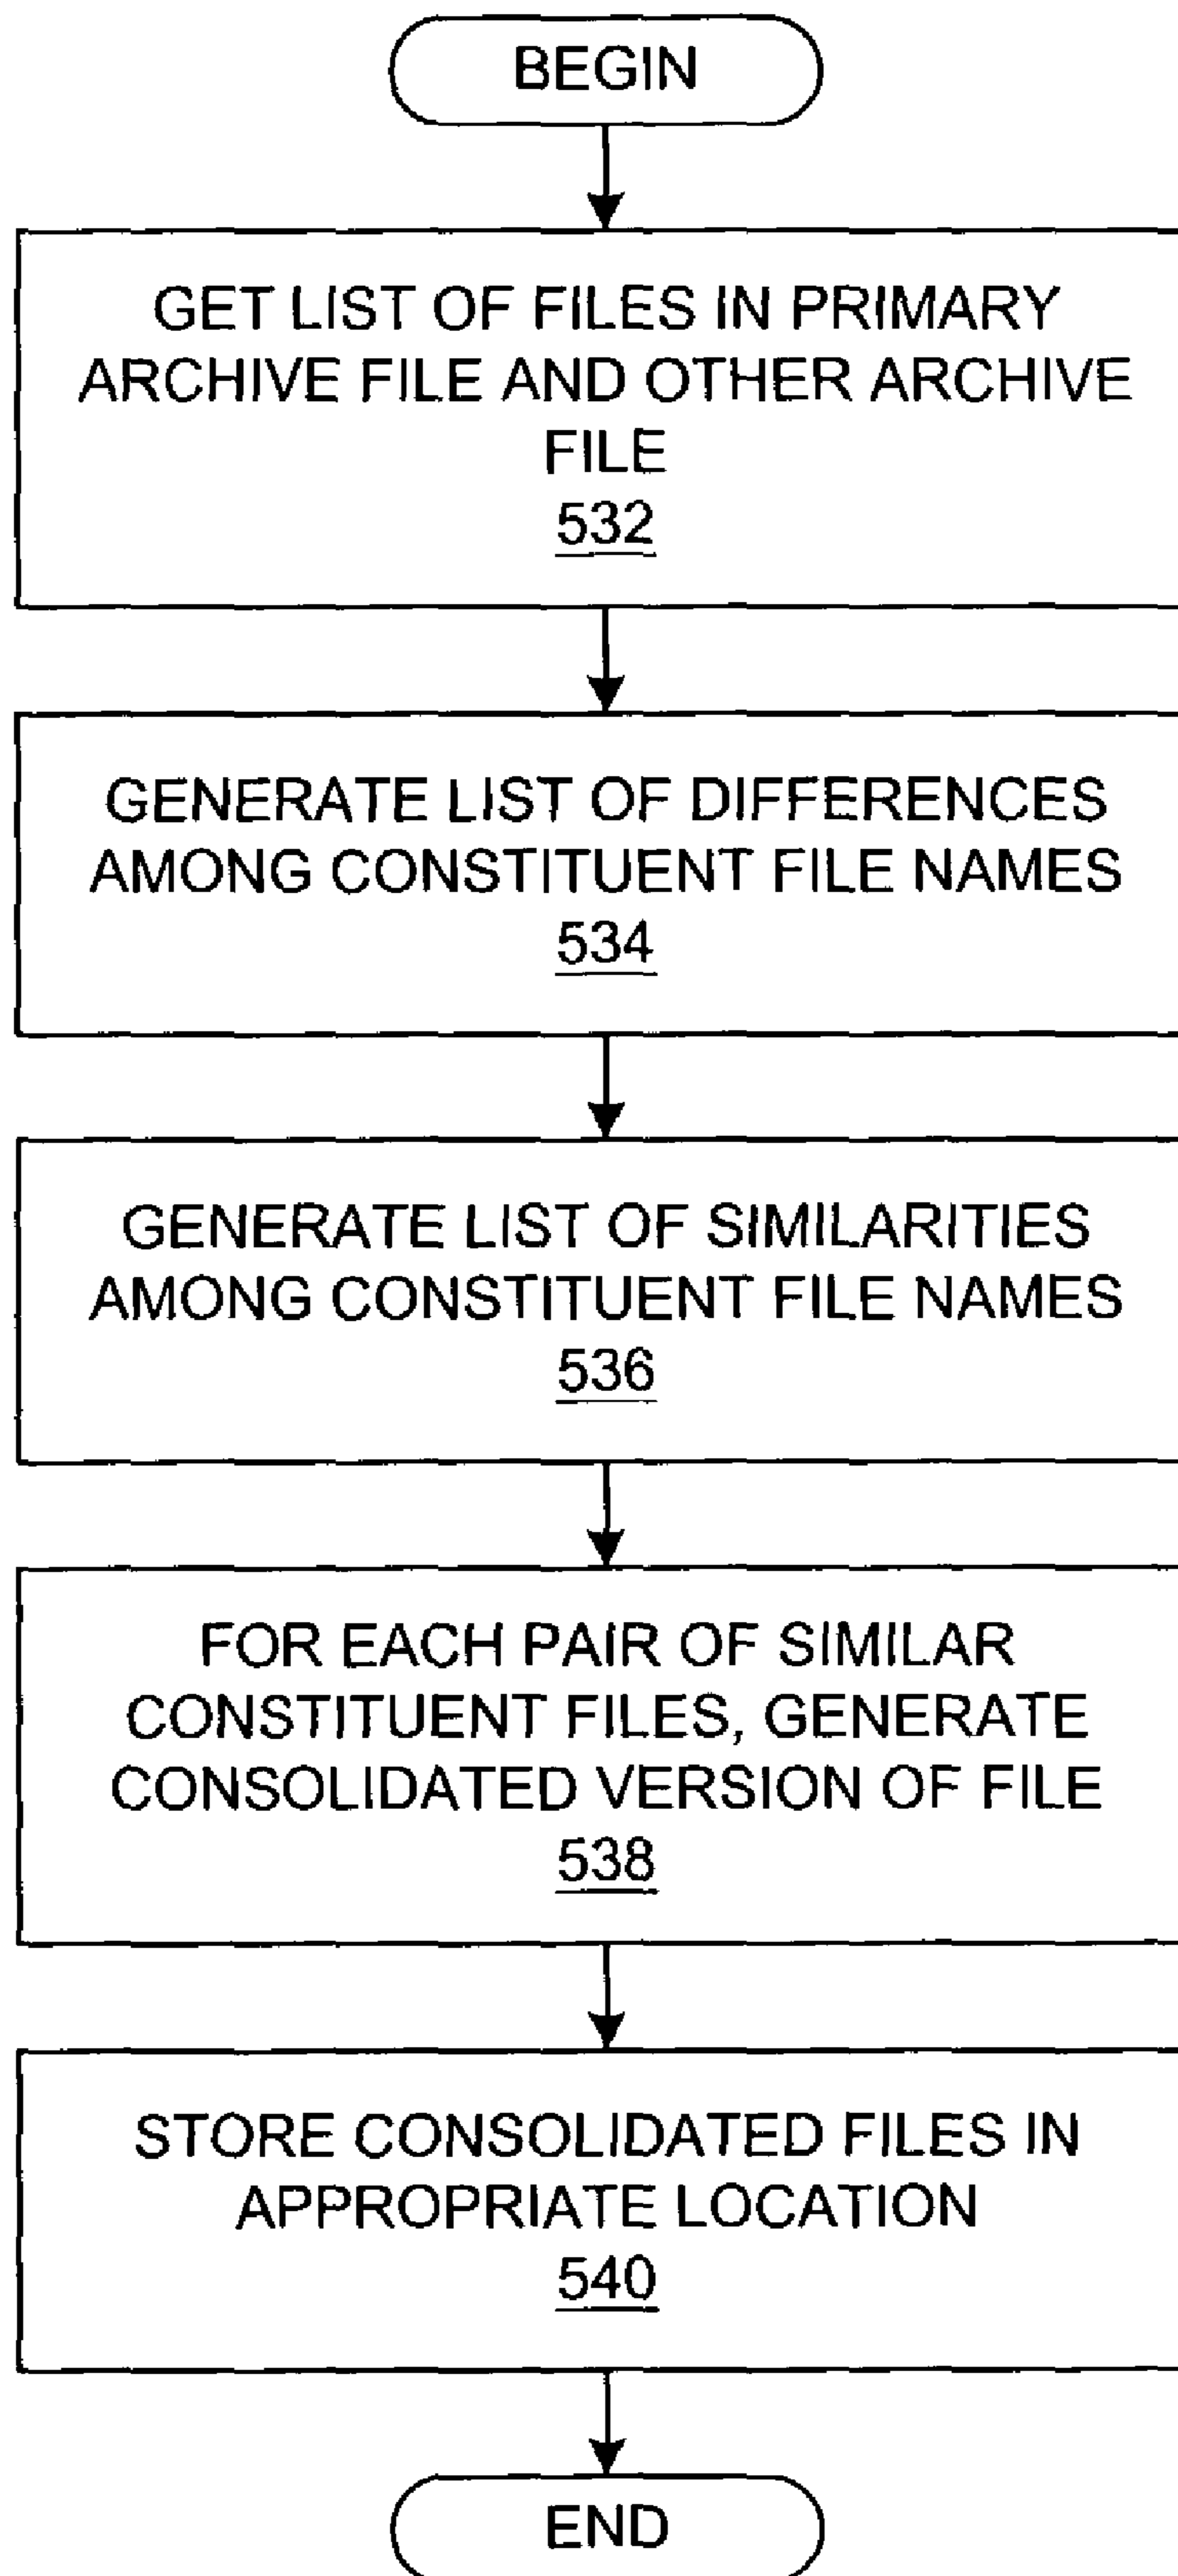 BEGIN
GET LIST OF FILES IN PRIMARY
ARCHIVE FILE AND OTHER ARCHIVE
FILE
532
GENERATE LIST OF DIFFERENCES
AMONG CONSTITUENT FILE NAMES
534
GENERATE LIST OF SIMILARITIES
AMONG CONSTITUENT FILE NAMES
536
FOR EACH PAIR OF SIMILAR
CONSTITUENT FILES, GENERATE
CONSOLIDATED VERSION OF FILE
538
STORE CONSOLIDATED FILES IN
APPROPRIATE LOCATION
540
END